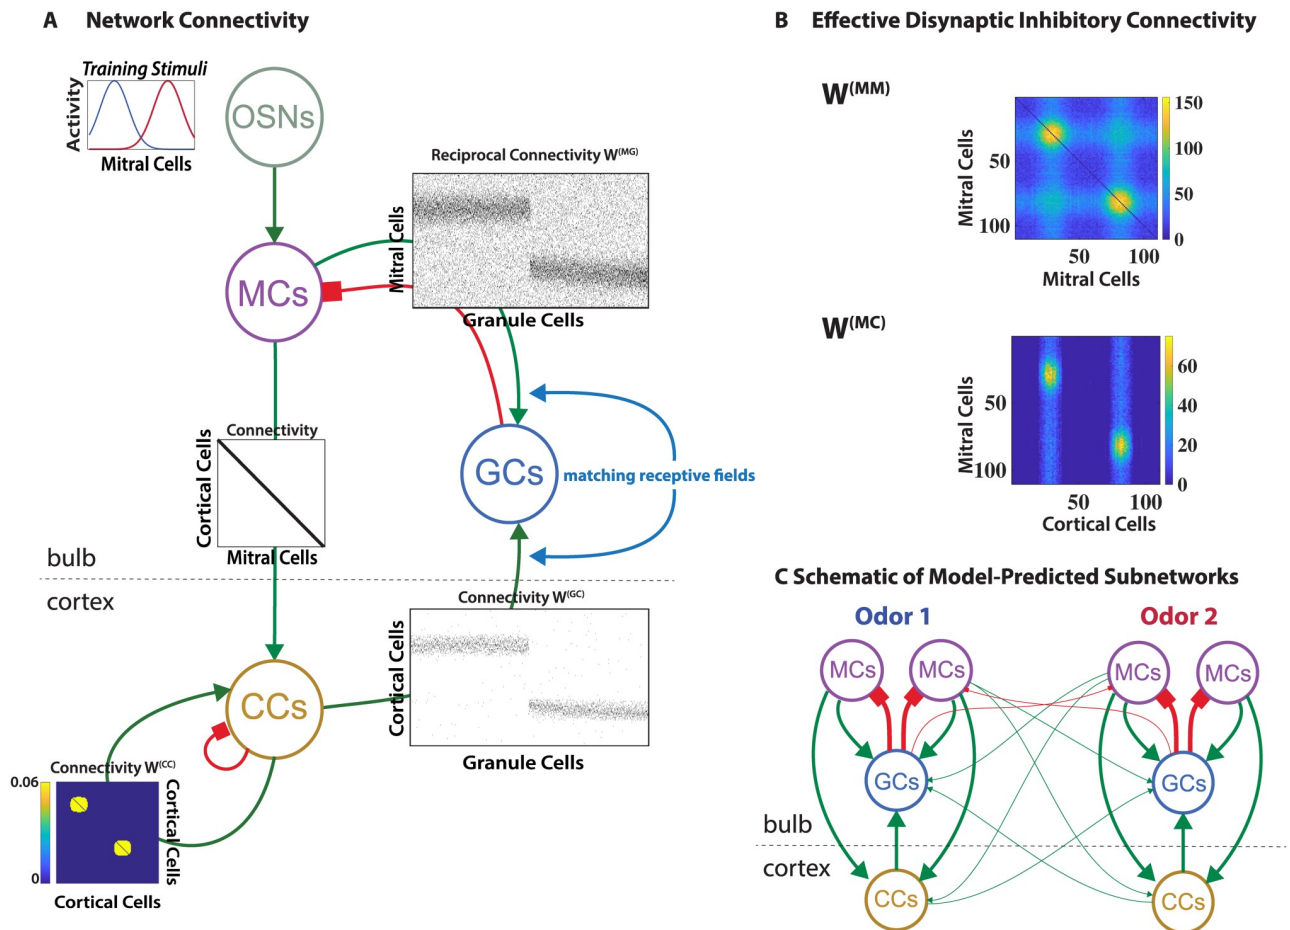 A Network Connectivity
Training Stimuli
Activity
Mitral Cells
OSNs
Reciprocal Connectivity W(MG)
Mitral Cells
Granule Cells
MCs
GCs
matching receptive fields
Connectivity
Cortical Cells
Mitral Cells
bulb
cortex
Connectivity W(GC)
Cortical Cells
Granule Cells
CCs
Connectivity W(CC)
0.06
0
Cortical Cells
Cortical Cells
B Effective Disynaptic Inhibitory Connectivity
W(MM)
Mitral Cells
50
100
50 100
Mitral Cells
150
100
50
0
W(MC)
Mitral Cells
50
100
50 100
Cortical Cells
60
40
20
0
C Schematic of Model-Predicted Subnetworks
Odor 1 Odor 2
MCs MCs MCs MCs
GCs GCs
bulb
cortex
CCs CCs